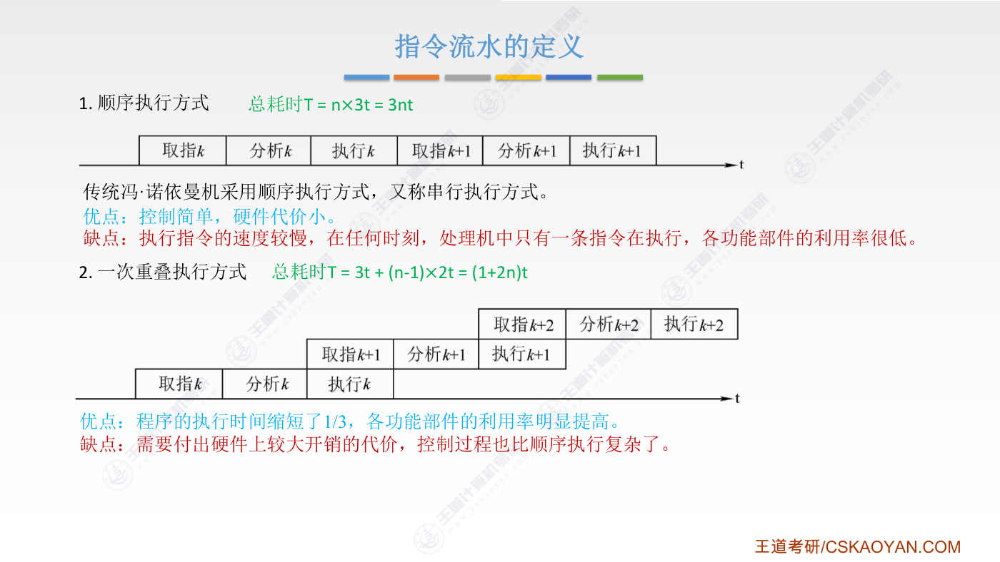 指令流水的定义
1. 顺序执行方式 总耗时T = n×3t = 3nt
取指k 分析k 执行k 取指k+1 分析k+1 执行k+1
t
传统冯·诺依曼机采用顺序执行方式，又称串行执行方式。
优点：控制简单，硬件代价小。
缺点：执行指令的速度较慢，在任何时刻，处理机中只有一条指令在执行，各功能部件的利用率很低。
2. 一次重叠执行方式 总耗时T = 3t + (n-1)×2t = (1+2n)t
取指k+2 分析k+2 执行k+2
取指k+1 分析k+1 执行k+1
取指k 分析k 执行k
t
优点：程序的执行时间缩短了1/3，各功能部件的利用率明显提高。
缺点：需要付出硬件上较大开销的代价，控制过程也比顺序执行复杂了。
王道考研/CSKAOYAN.COM